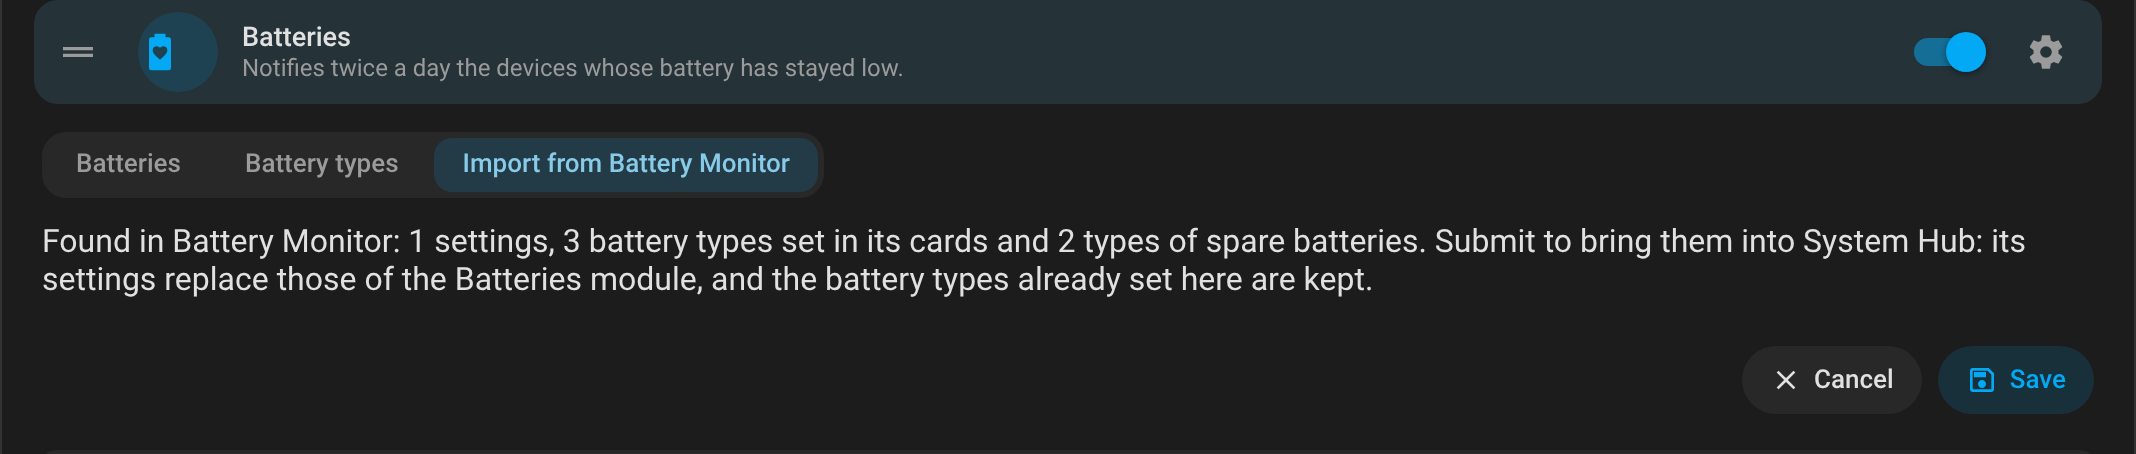 Batteries
Notifies twice a day the devices whose battery has stayed low.
Batteries
Battery types
Import from Battery Monitor
Found in Battery Monitor: 1 settings, 3 battery types set in its cards and 2 types of spare batteries. Submit to bring them into System Hub: its
settings replace those of the Batteries module, and the battery types already set here are kept.
Cancel
Save